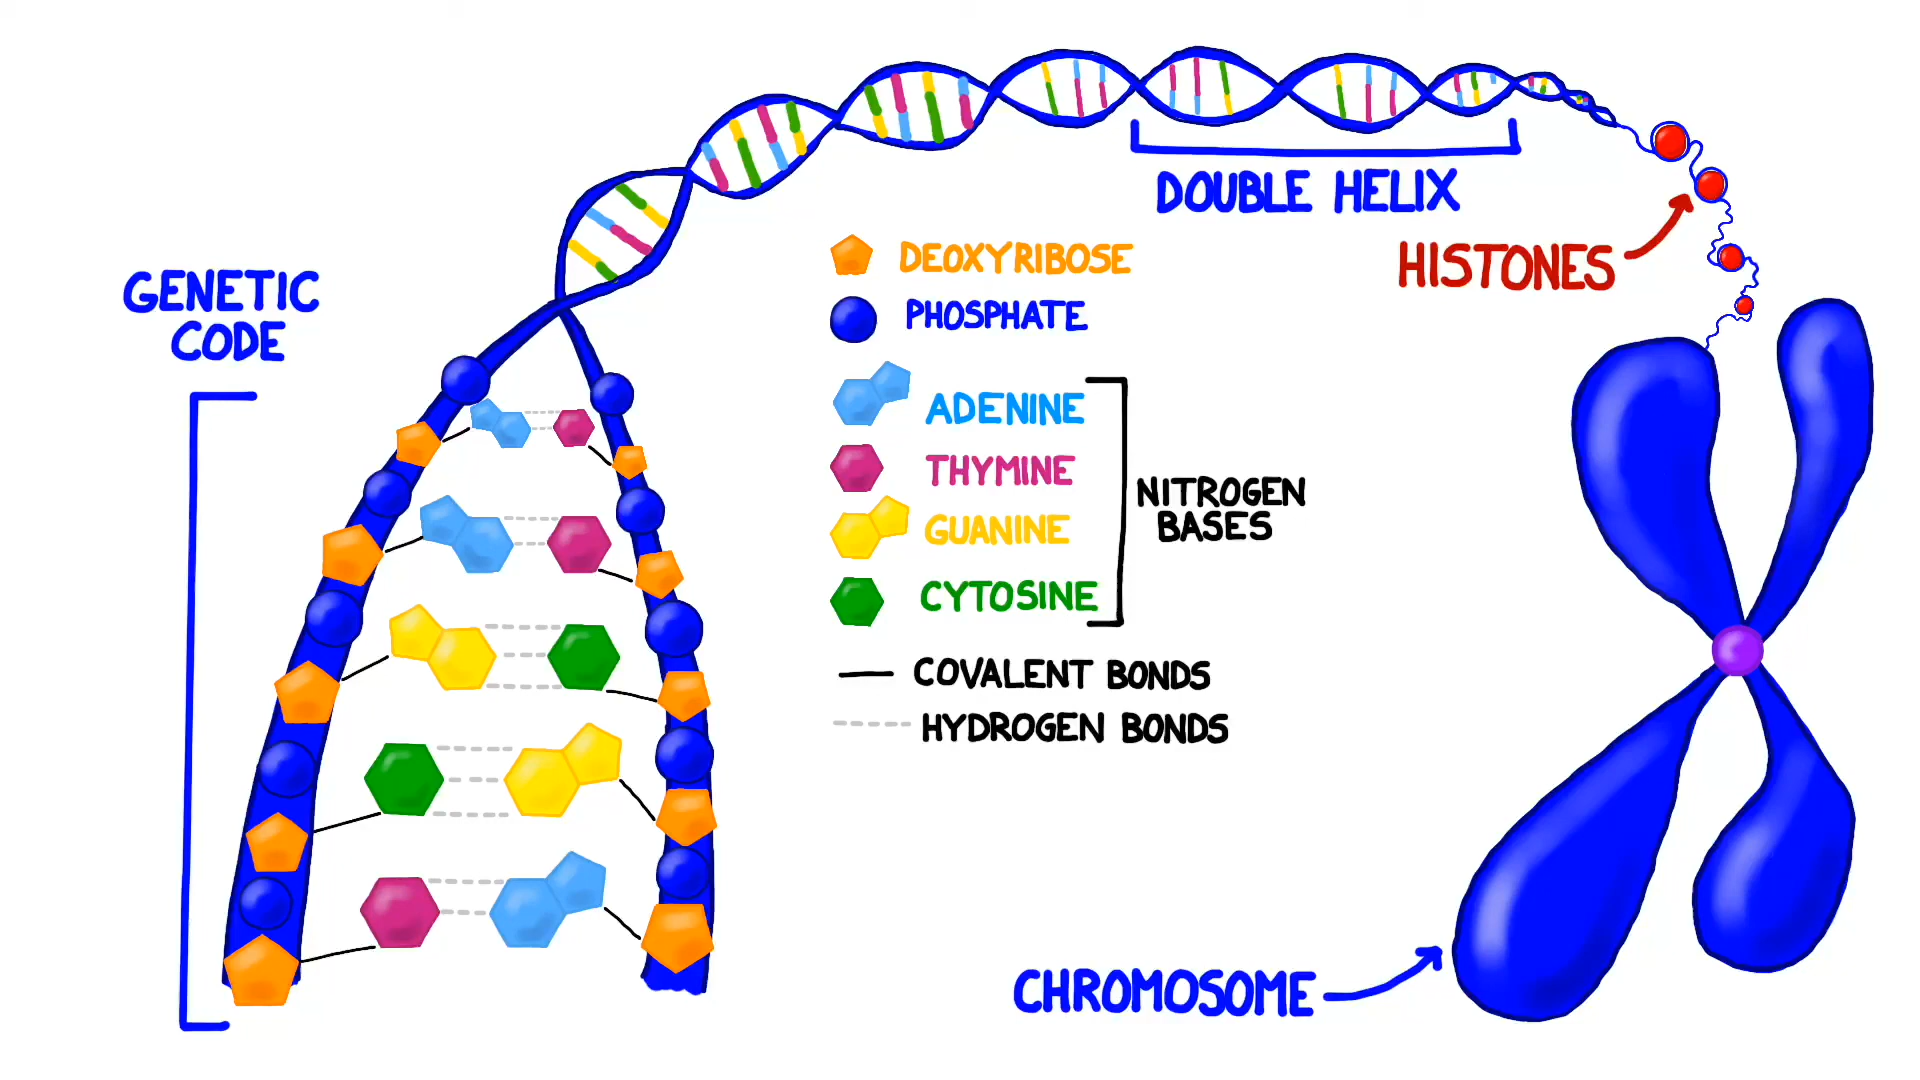 DOUBLE HELIX
HISTONES
GENETIC
CODE
DEOXYRIBOSE
PHOSPHATE
ADENINE
THYMINE
GUANINE
CYTOSINE
NITROGEN
BASES
COVALENT BONDS
HYDROGEN BONDS
CHROMOSOME